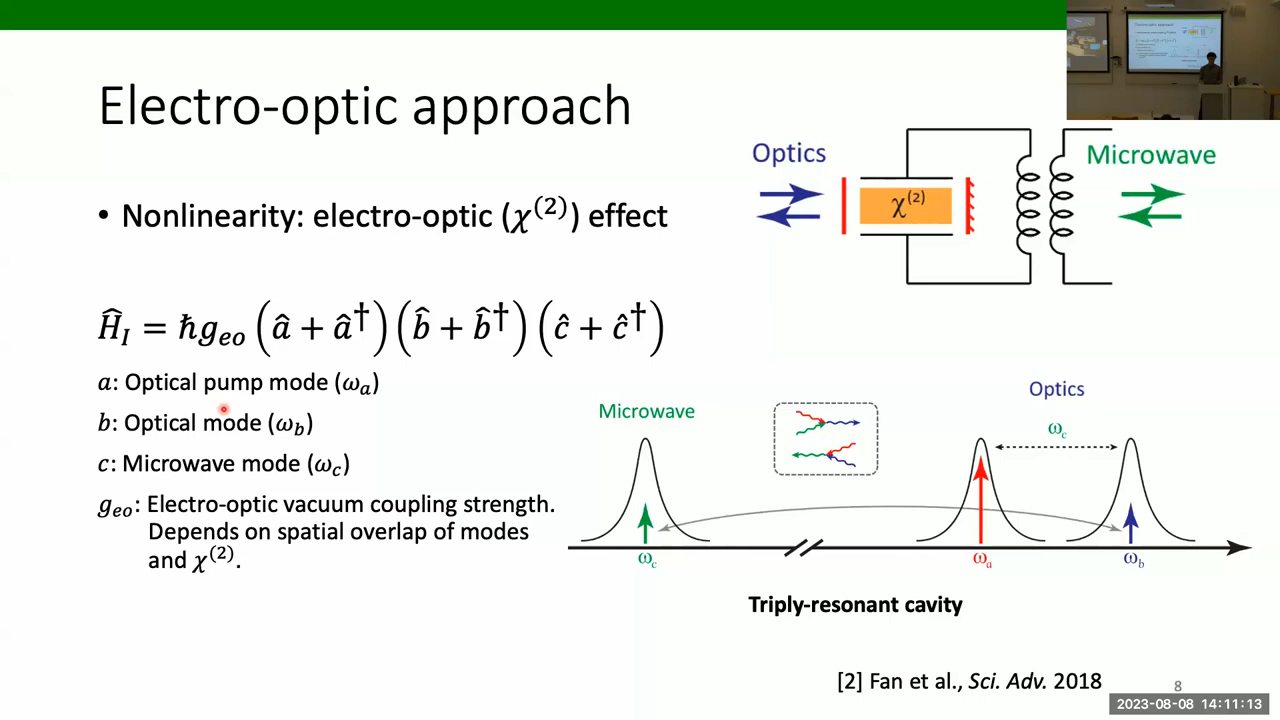 Electro-optic approach
• Nonlinearity: electro-optic (χ⁽²⁾) effect
Ĥ_I = ħg_eo (â + â†)(b̂ + b̂†)(ĉ + ĉ†)
a: Optical pump mode (ω_a)
b: Optical mode (ω_b)
c: Microwave mode (ω_c)
g_eo: Electro-optic vacuum coupling strength.
Depends on spatial overlap of modes
and χ⁽²⁾.
Optics
Microwave
χ⁽²⁾
Microwave
Optics
ω_c
ω_c
ω_a
ω_b
Triply-resonant cavity
[2] Fan et al., Sci. Adv. 2018
8
2023-08-08 14:11:13